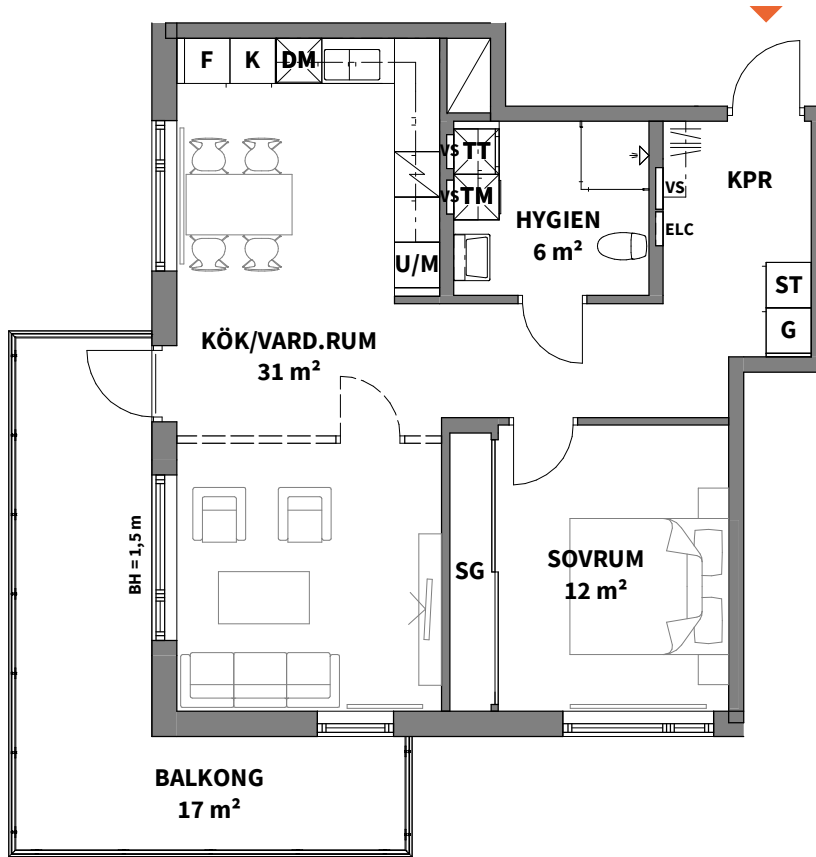 F
K
DM
VS
TT
VS
TM
VS
ELC
KPR
HYGIEN
6 m²
U/M
ST
G
KÖK/VARD.RUM
31 m²
BH = 1,5 m
SG
SOVRUM
12 m²
BALKONG
17 m²